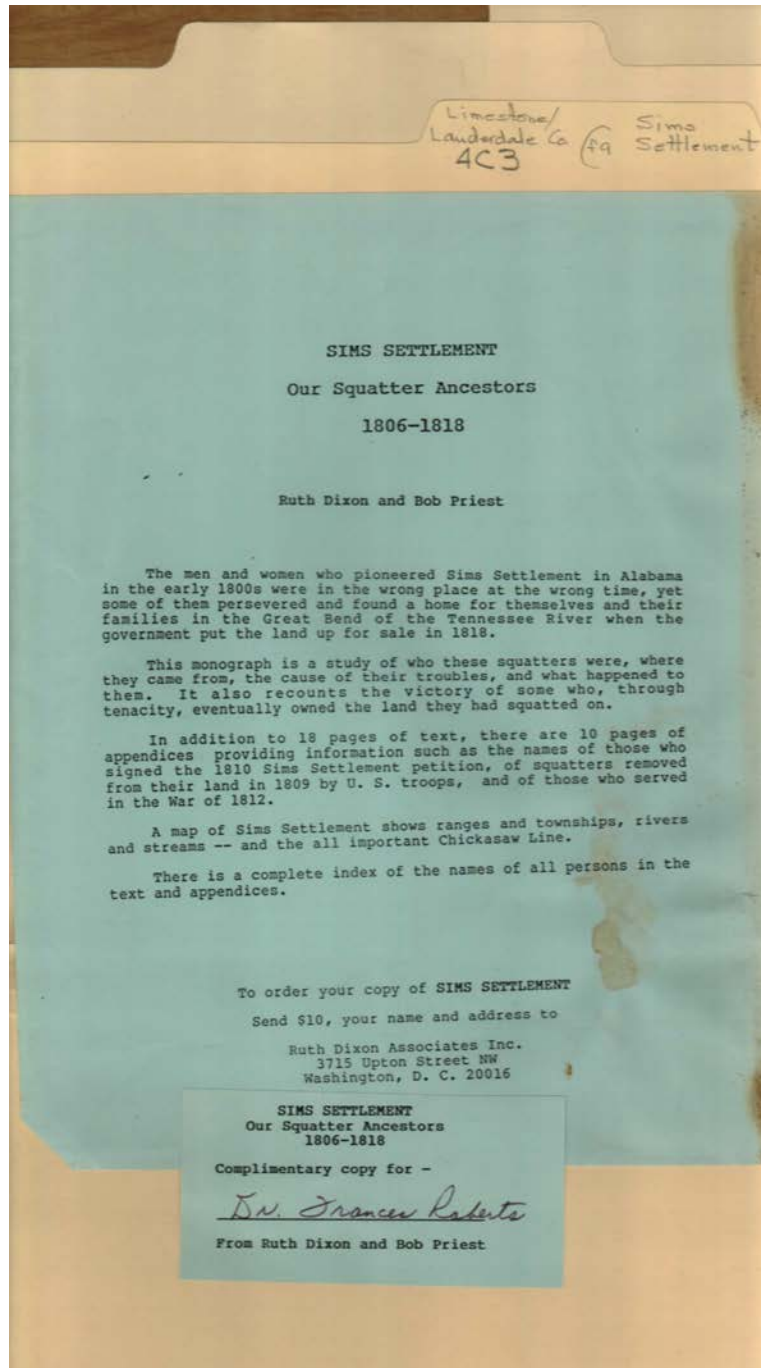 Limestone/
Lauderdale Co
4C3
Sims
Settlement
SIMS SETTLEMENT
Our Squatter Ancestors
1806-1818
Ruth Dixon and Bob Priest
The men and women who pioneered Sims Settlement in Alabama
in the early 1800s were in the wrong place at the wrong time, yet
some of them persevered and found a home for themselves and their
families in the Great Bend of the Tennessee River when the
government put the land up for sale in 1818.
This monograph is a study of who these squatters were, where
they came from, the cause of their troubles, and what happened to
them. It also recounts the victory of some who, through
tenacity, eventually owned the land they had squatted on.
In addition to 18 pages of text, there are 10 pages of
appendices providing information such as the names of those who
signed the 1810 Sims Settlement petition, of squatters removed
from their land in 1809 by U. S. troops, and of those who served
in the War of 1812.
A map of Sims Settlement shows ranges and townships, rivers
and streams -- and the all important Chickasaw Line.
There is a complete index of the names of all persons in the
text and appendices.
To order your copy of SIMS SETTLEMENT
Send $10, your name and address to
Ruth Dixon Associates Inc.
3715 Upton Street NW
Washington, D. C. 20016
SIMS SETTLEMENT
Our Squatter Ancestors
1806-1818
Complimentary copy for -
Dr. Frances Roberts
From Ruth Dixon and Bob Priest